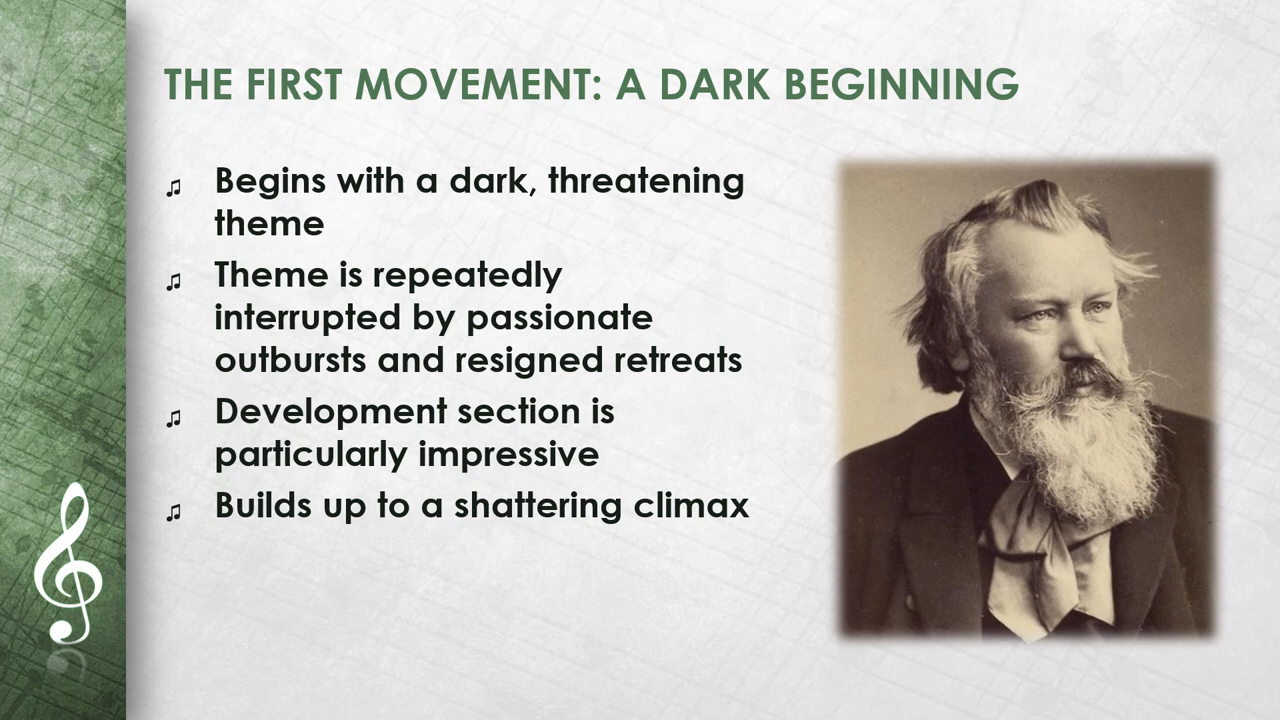 THE FIRST MOVEMENT: A DARK BEGINNING
Begins with a dark, threatening
theme
Theme is repeatedly
interrupted by passionate
outbursts and resigned retreats
Development section is
particularly impressive
Builds up to a shattering climax